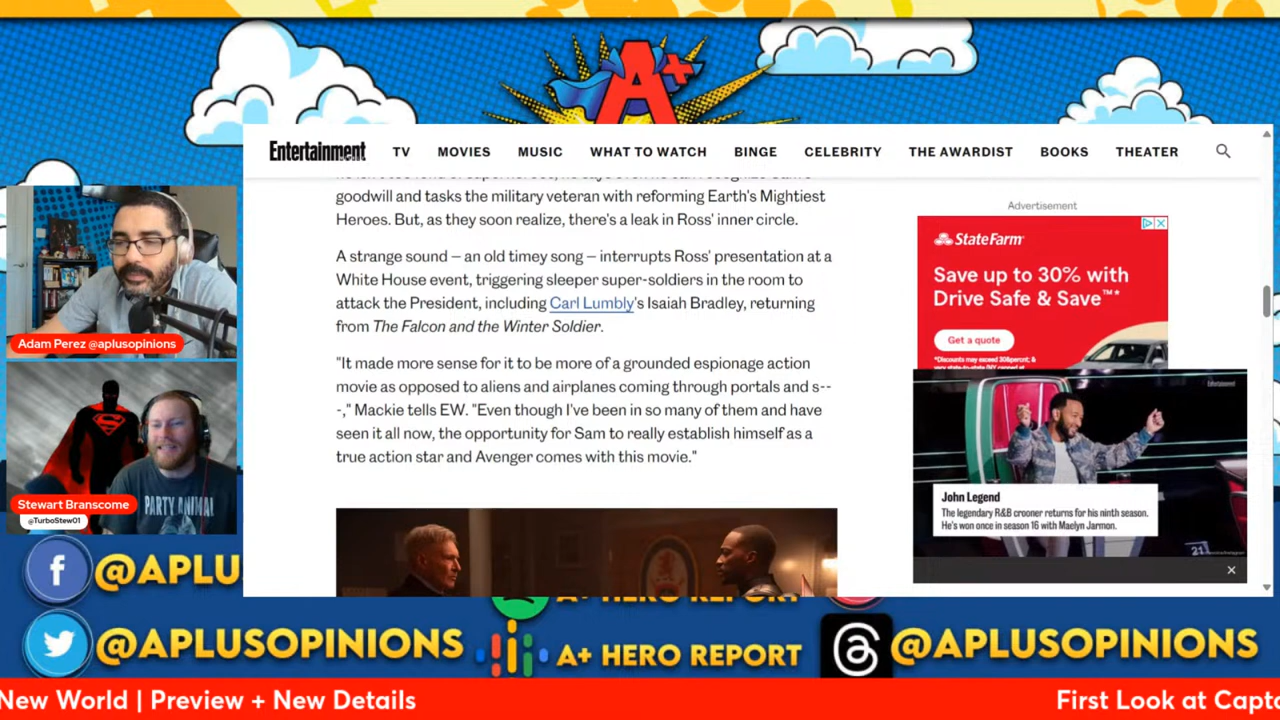 A+
Entertainment
TV MOVIES MUSIC WHAT TO WATCH BINGE CELEBRITY THE AWARDIST BOOKS THEATER
goodwill and tasks the military veteran with reforming Earth's Mightiest
Heroes. But, as they soon realize, there's a leak in Ross' inner circle.
A strange sound — an old timey song — interrupts Ross' presentation at a
White House event, triggering sleeper super-soldiers in the room to
attack the President, including Carl Lumbly's Isaiah Bradley, returning
from The Falcon and the Winter Soldier.
"It made more sense for it to be more of a grounded espionage action
movie as opposed to aliens and airplanes coming through portals and s--
-," Mackie tells EW. "Even though I've been in so many of them and have
seen it all now, the opportunity for Sam to really establish himself as a
true action star and Avenger comes with this movie."
Advertisement
StateFarm
Save up to 30% with
Drive Safe & Save™*
Get a quote
*Discounts may exceed 30&percnt; &
John Legend
The legendary R&B crooner returns for his ninth season.
He's won once in season 16 with Maelyn Jarmon.
21
Adam Perez @aplusopinions
PARTY ANIMAL
Stewart Branscome
@TurboStew01
@APLU
A+ HERO REPORT
@APLUSOPINIONS
A+ HERO REPORT
@APLUSOPINIONS
New World | Preview + New Details
First Look at Capta